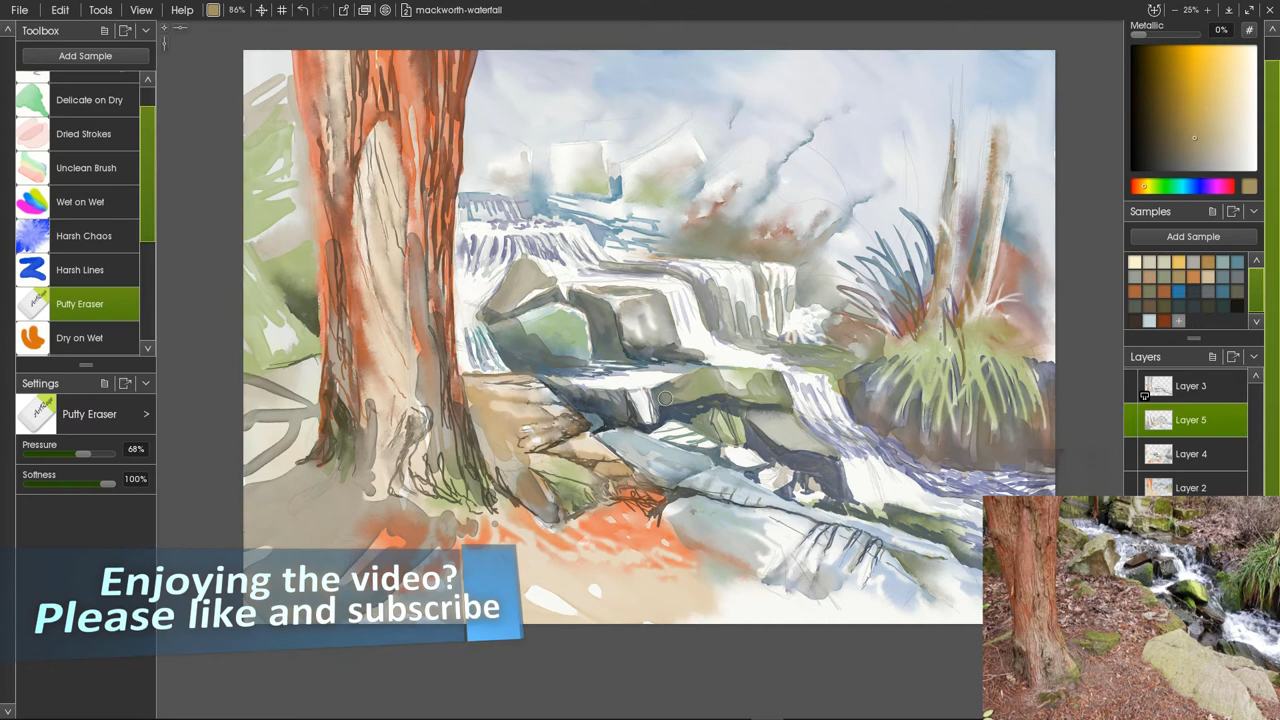 File Edit Tools View Help 86% 2 mackworth-waterfall 25%
Toolbox
Add Sample
Delicate on Dry
Dried Strokes
Unclean Brush
Wet on Wet
Harsh Chaos
Harsh Lines
Putty Eraser
Dry on Wet
Settings
Putty Eraser >
Pressure
68%
Softness
100%
Metallic
0% #
Samples
Add Sample
Layers
Layer 3
Layer 5
Layer 4
Layer 2
Enjoying the video?
Please like and subscribe